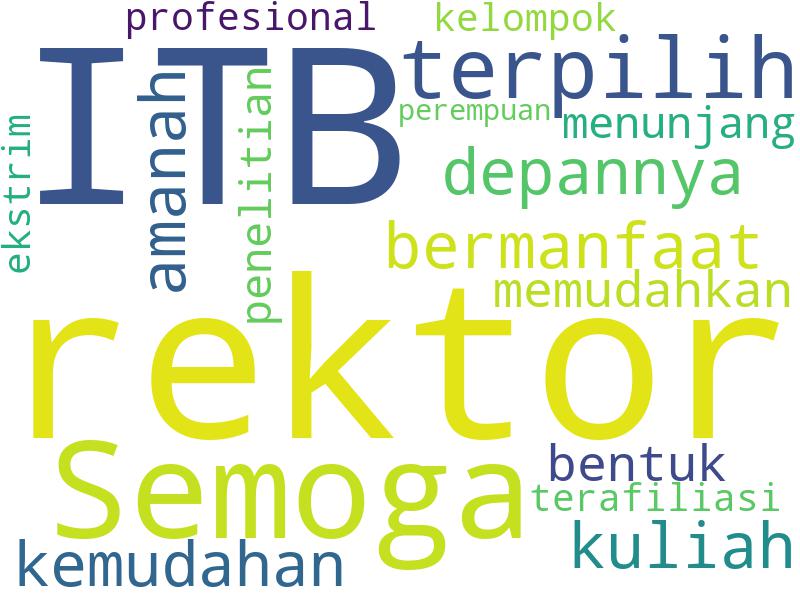 profesional
kelompok
ITB
terpilih
perempuan
menunjang
ekstrim
amanah
penelitian
depannya
bermanfaat
memudahkan
rektor
Semoga
bentuk
terafiliasi
kemudahan
kuliah